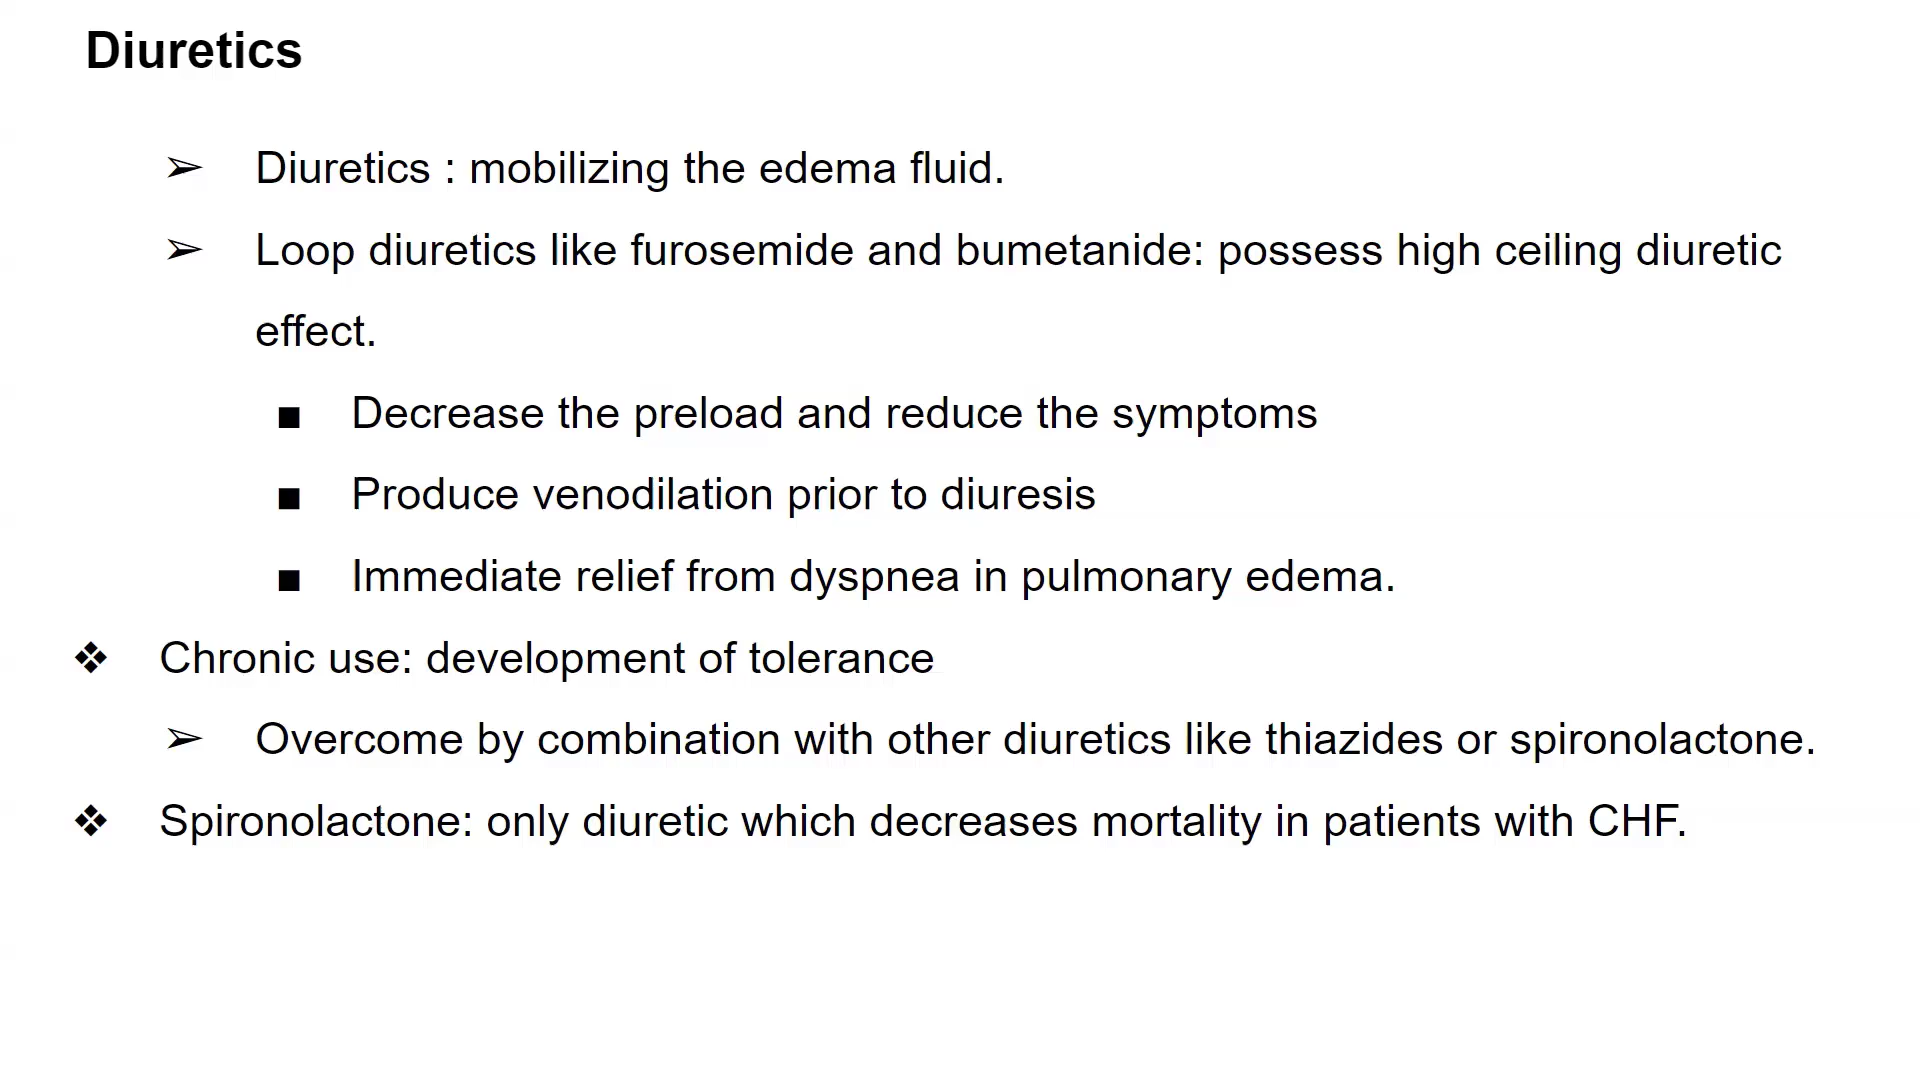 Diuretics
➢ Diuretics : mobilizing the edema fluid.
➢ Loop diuretics like furosemide and bumetanide: possess high ceiling diuretic
effect.
■ Decrease the preload and reduce the symptoms
■ Produce venodilation prior to diuresis
■ Immediate relief from dyspnea in pulmonary edema.
❖ Chronic use: development of tolerance
➢ Overcome by combination with other diuretics like thiazides or spironolactone.
❖ Spironolactone: only diuretic which decreases mortality in patients with CHF.